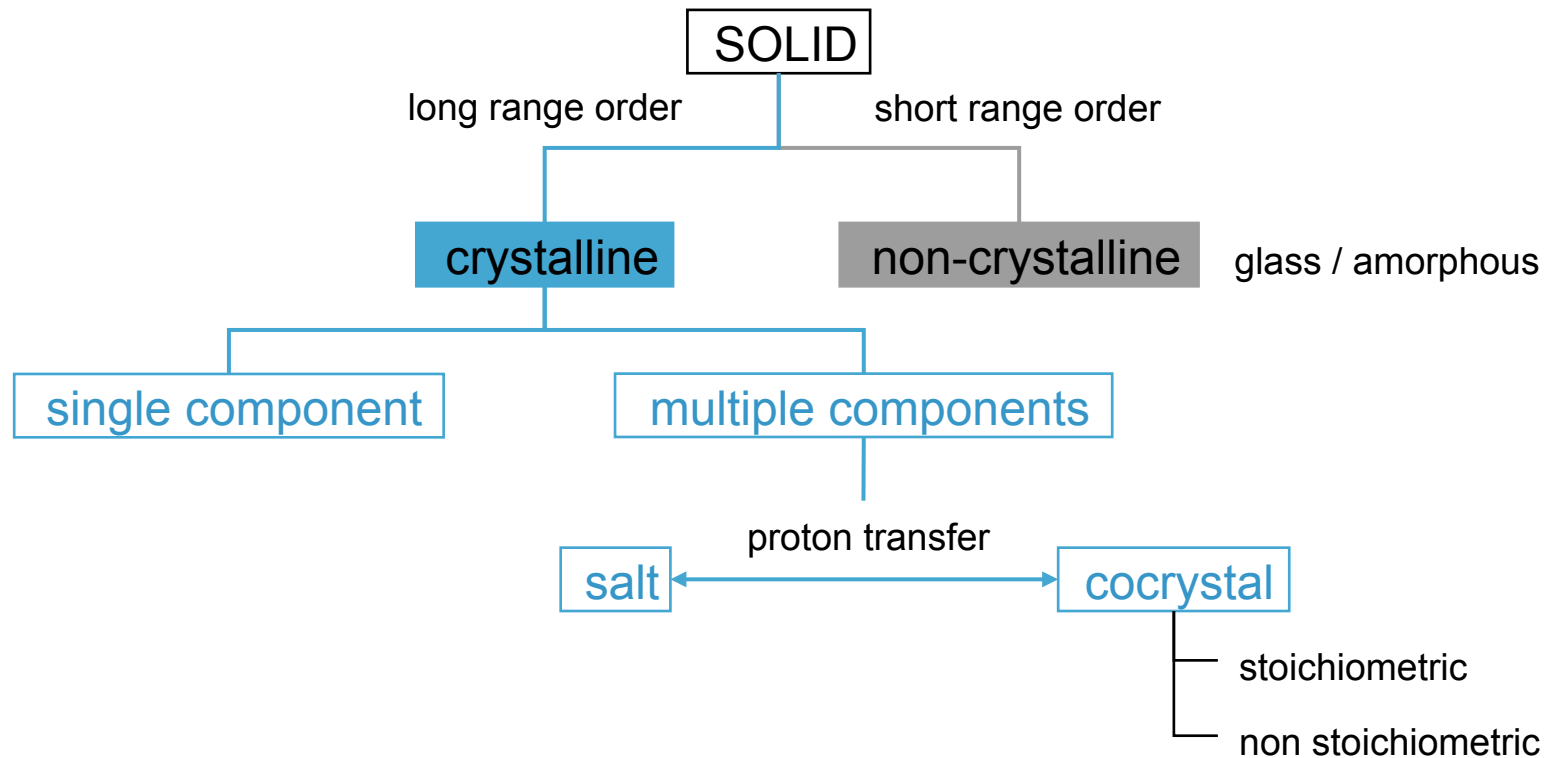 SOLID
long range order
short range order
crystalline
non-crystalline
glass / amorphous
single component
multiple components
proton transfer
salt
cocrystal
stoichiometric
non stoichiometric